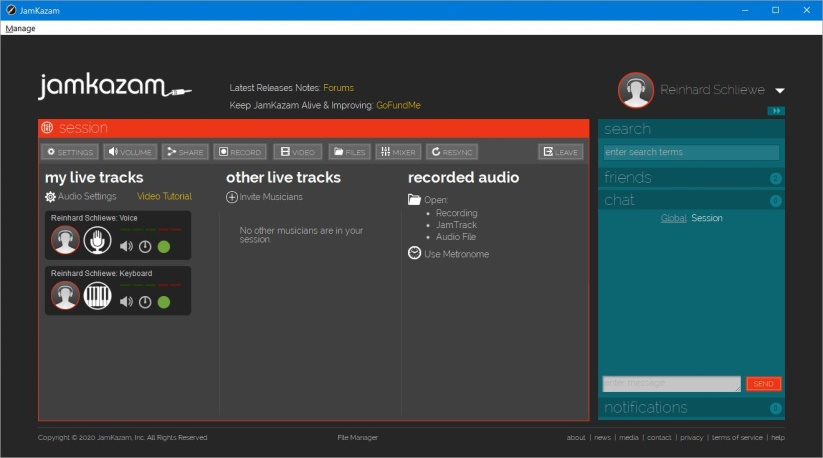 JamKazam
Manage
jamkazam
Latest Releases Notes: Forums
Keep JamKazam Alive & Improving: GoFundMe
Reinhard Schliewe
session
SETTINGS VOLUME SHARE RECORD VIDEO FILES MIXER RESYNC LEAVE
my live tracks
Audio Settings Video Tutorial
Reinhard Schliewe: Voice
Reinhard Schliewe: Keyboard
other live tracks
Invite Musicians
No other musicians are in your
session.
recorded audio
Open:
Recording
JamTrack
Audio File
Use Metronome
search
enter search terms
friends
chat
Global Session
enter message
SEND
notifications
Copyright © 2020 JamKazam, Inc. All Rights Reserved
File Manager
about | news | media | contact | privacy | terms of service | help